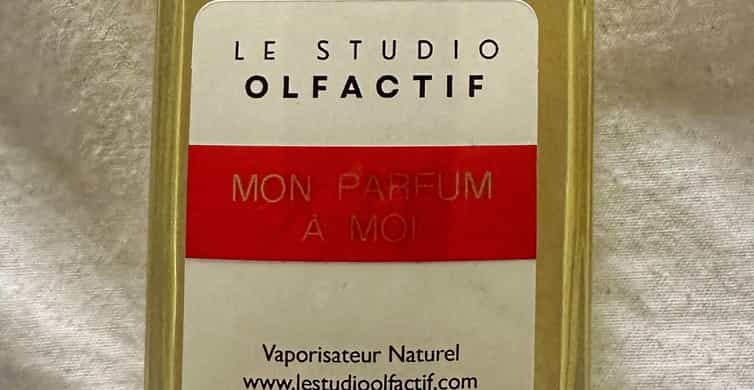 LE STUDIO
OLFACTIF
MON PARFUM
À MOI
Vaporisateur Naturel
www.lestudioolfactif.com